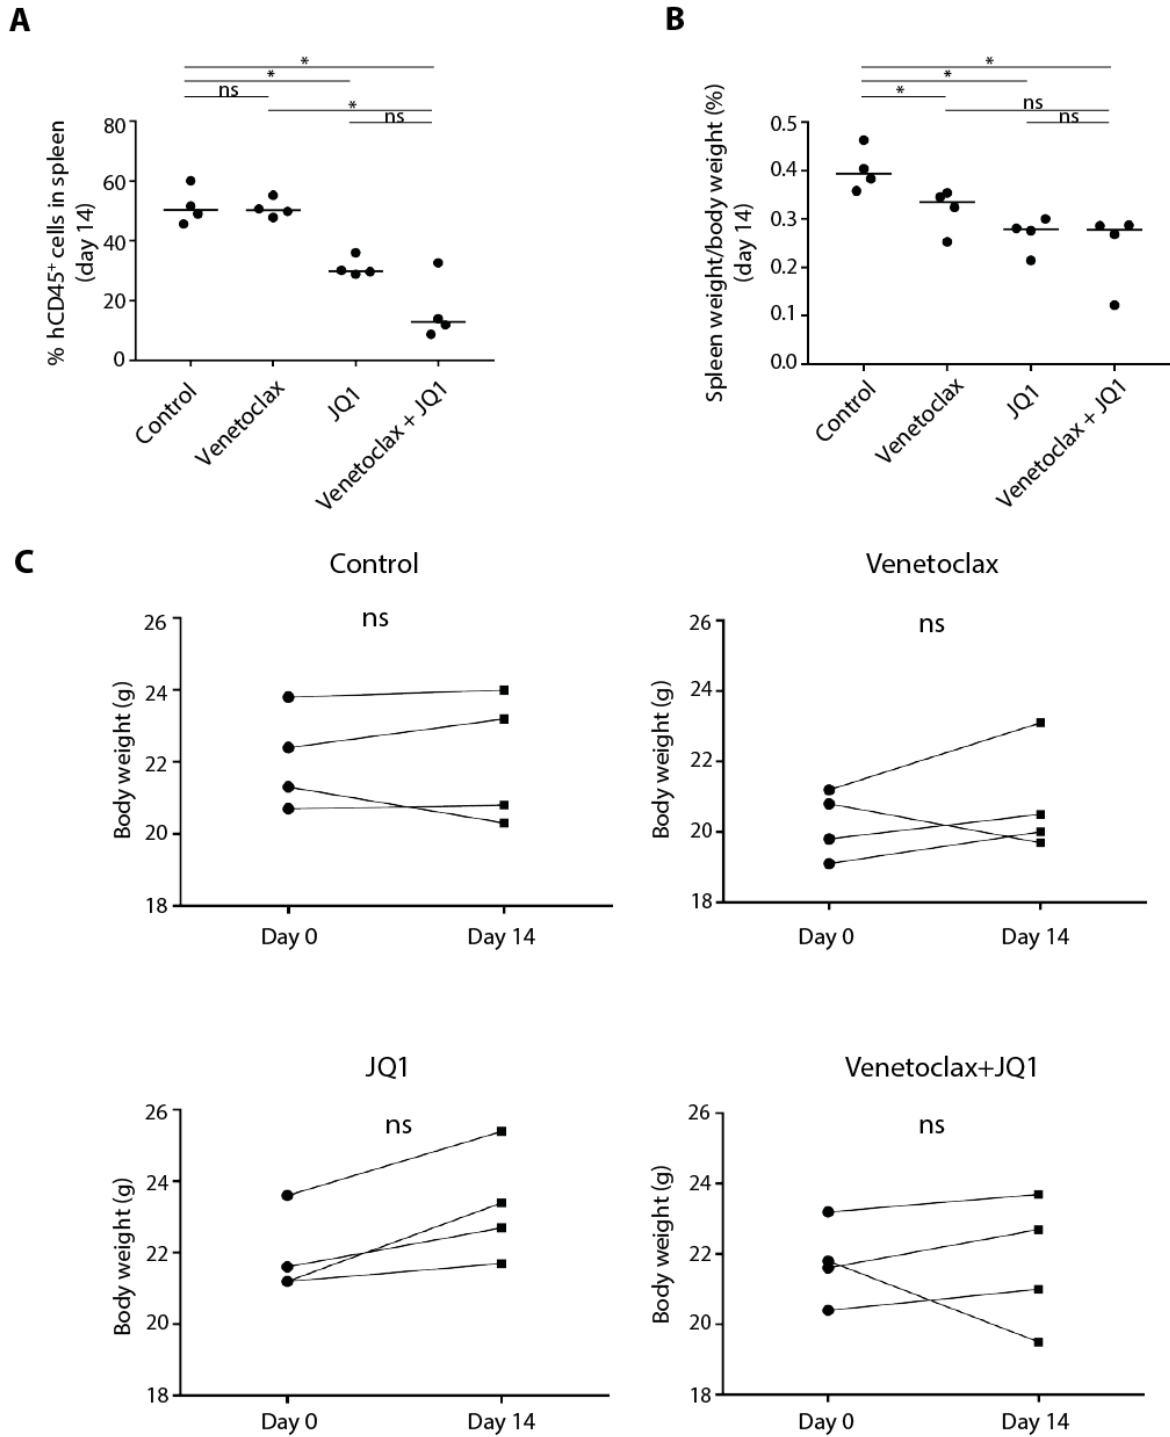 A
*
*
ns
*
ns
% hCD45⁺ cells in spleen
(day 14)
80
60
40
20
0
Control
Venetoclax
JQ1
Venetoclax + JQ1
B
*
*
*
ns
ns
Spleen weight/body weight (%)
(day 14)
0.5
0.4
0.3
0.2
0.1
0.0
Control
Venetoclax
JQ1
Venetoclax + JQ1
C
Control
ns
Body weight (g)
26
24
22
20
18
Day 0
Day 14
Venetoclax
ns
Body weight (g)
26
24
22
20
18
Day 0
Day 14
JQ1
ns
Body weight (g)
26
24
22
20
18
Day 0
Day 14
Venetoclax+JQ1
ns
Body weight (g)
26
24
22
20
18
Day 0
Day 14